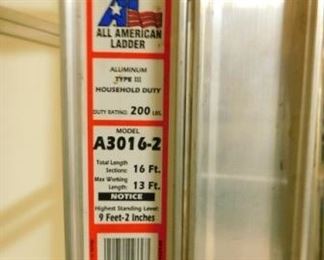 ALL AMERICAN
LADDER
ALUMINUM
TYPE III
HOUSEHOLD DUTY
DUTY RATING: 200 LBS.
MODEL
A3016-2
Total Length
Sections: 16 Ft.
Max Working
Length: 13 Ft.
NOTICE
Highest Standing Level:
9 Feet-2 Inches